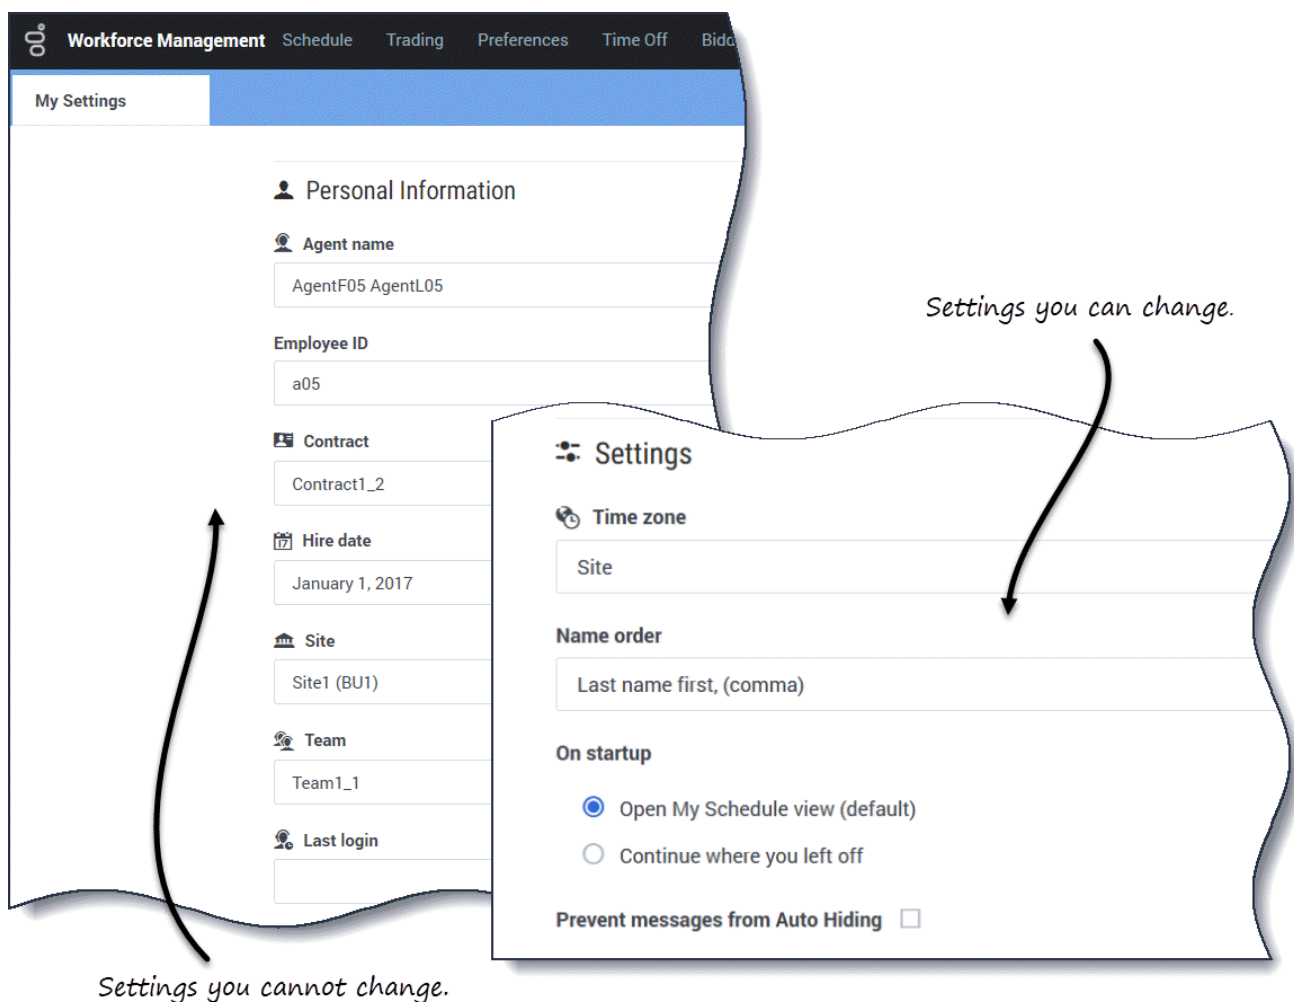 Workforce Management Schedule Trading Preferences Time Off
My Settings
Personal Information
Agent name
AgentF05 AgentL05
Employee ID
a05
Contract
Contract1_2
17 Hire date
January 1, 2017
Site
Site1 (BU1)
Team
Team1_1
Last login
Settings you cannot change.
Settings you can change.
Settings
Time zone
Site
Name order
Last name first, (comma)
On startup
Open My Schedule view (default)
Continue where you left off
Prevent messages from Auto Hiding